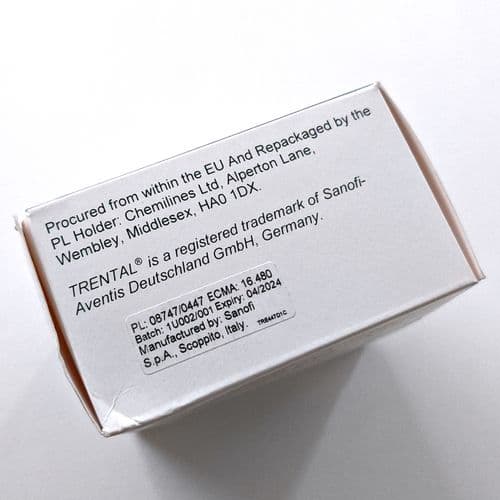 Procured from within the EU And Repackaged by the
PL Holder: Chemilines Ltd, Alperton Lane,
Wembley, Middlesex, HA0 1DX.
TRENTAL® is a registered trademark of Sanofi-
Aventis Deutschland GmbH, Germany.
PL: 08747/0447 ECMA: 16,480
Batch: 1U002/001 Expiry: 04/2024
Manufactured by: Sanofi
S.p.A., Scoppito, Italy.
TRE44701C